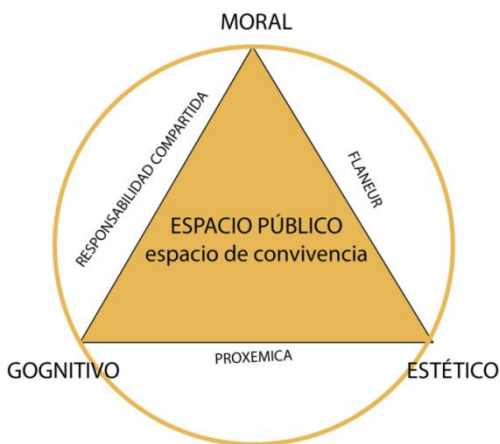 MORAL
RESPONSABILIDAD COMPARTIDA
FLANEUR
ESPACIO PÚBLICO
espacio de convivencia
PROXEMICA
GOGNITIVO
ESTÉTICO